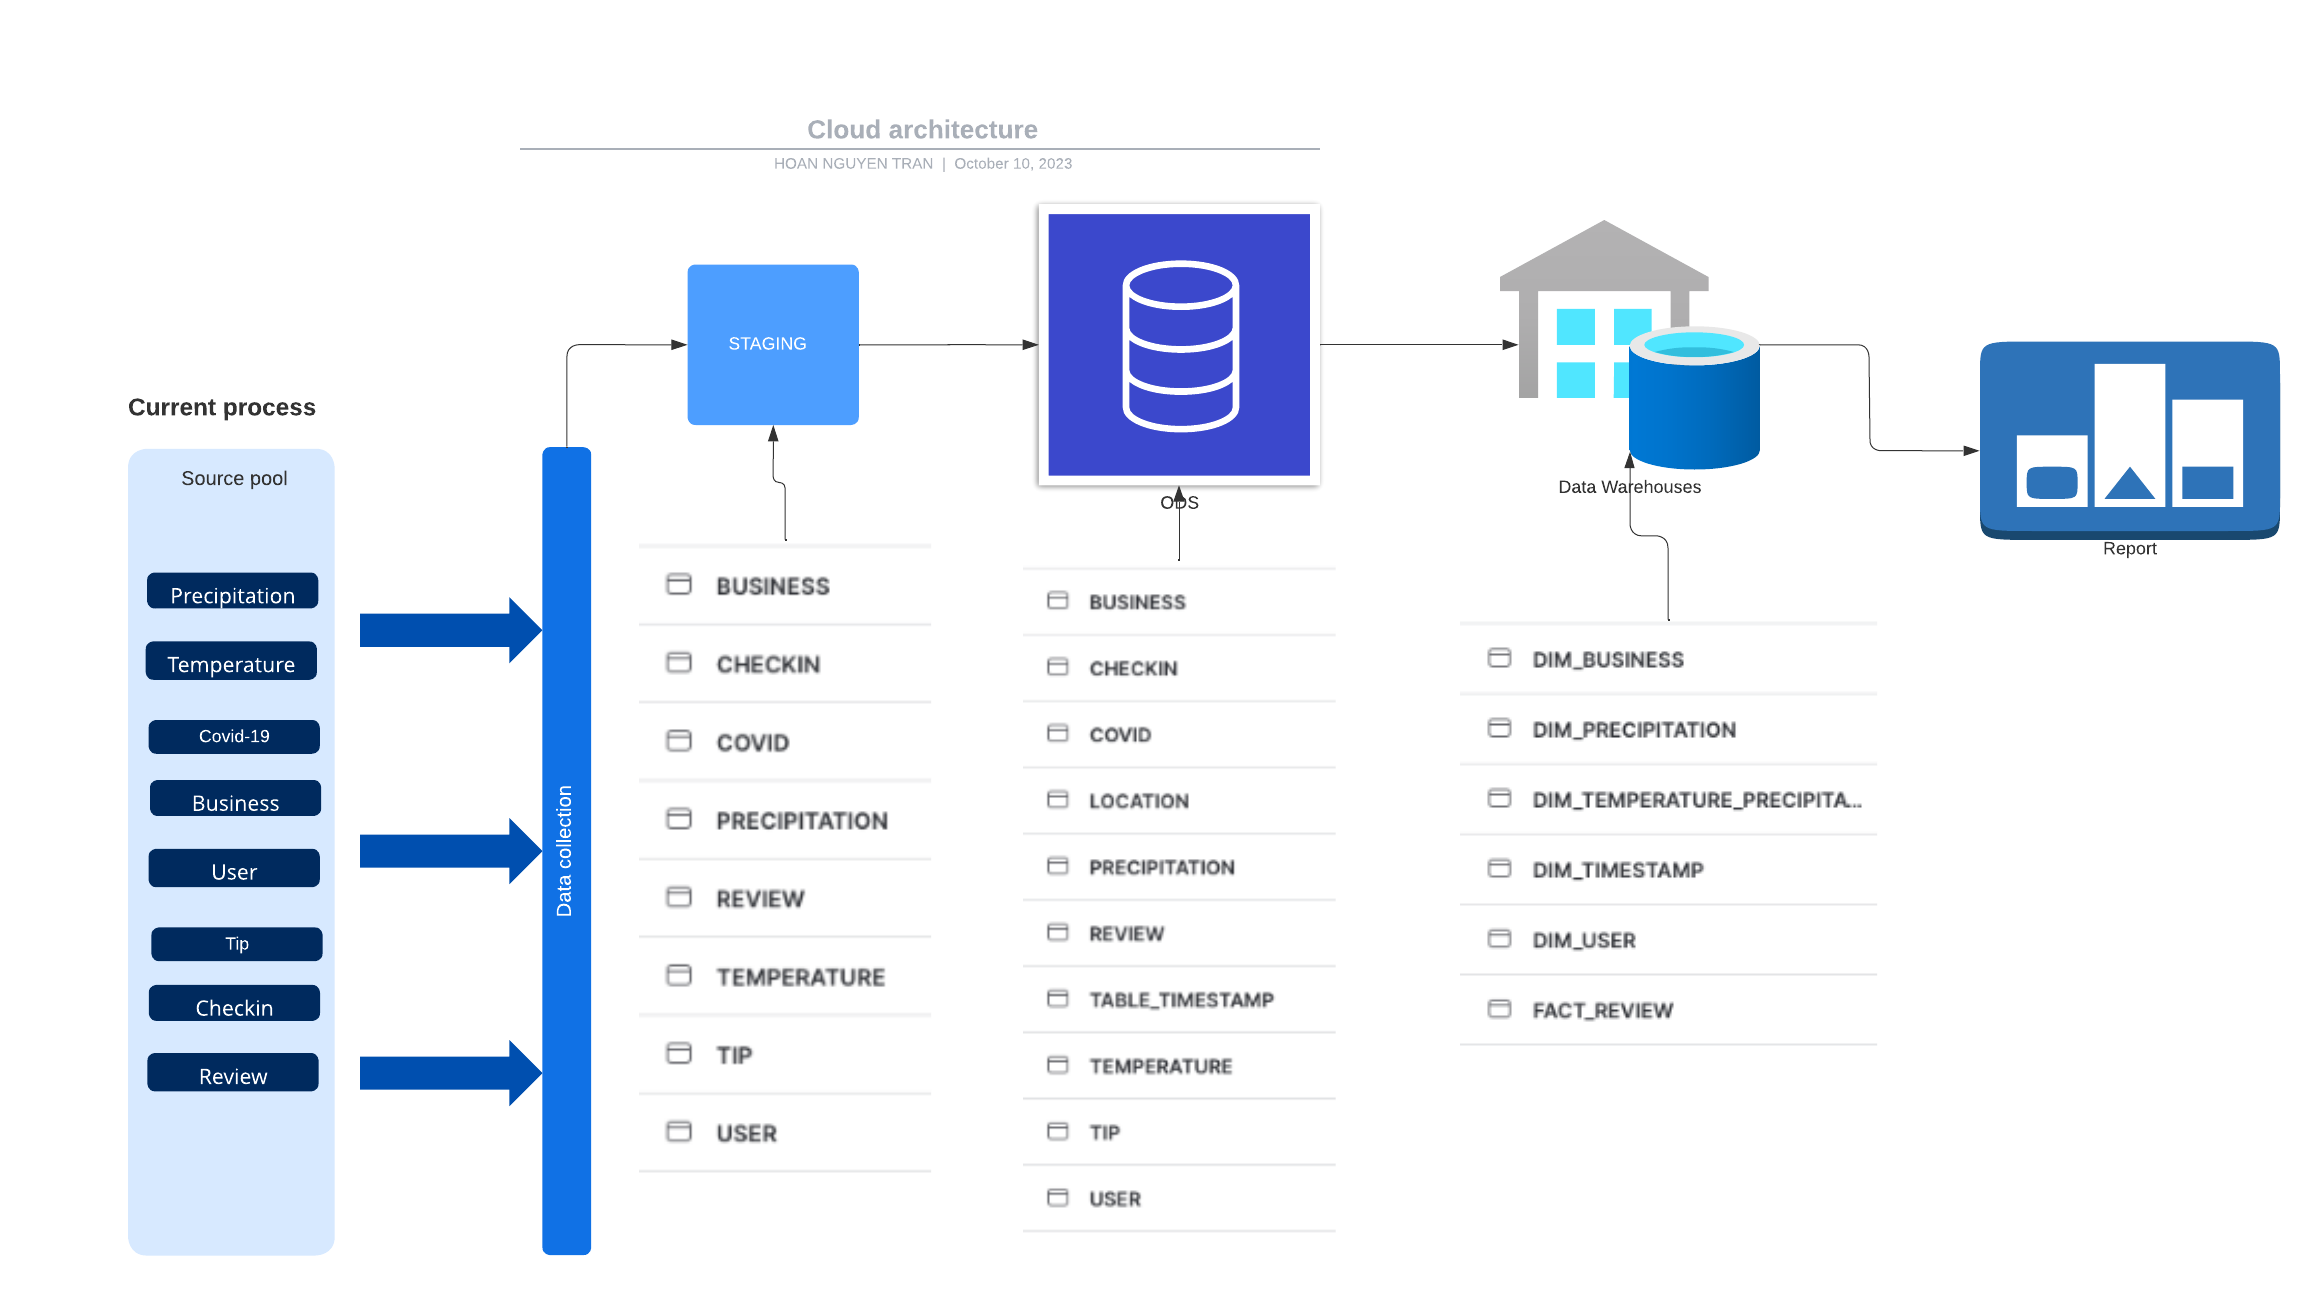 Cloud architecture
HOAN NGUYEN TRAN | October 10, 2023
Current process
Source pool
Precipitation
Temperature
Covid-19
Business
User
Tip
Checkin
Review
Data collection
STAGING
BUSINESS
CHECKIN
COVID
PRECIPITATION
REVIEW
TEMPERATURE
TIP
USER
ODS
BUSINESS
CHECKIN
COVID
LOCATION
PRECIPITATION
REVIEW
TABLE_TIMESTAMP
TEMPERATURE
TIP
USER
Data Warehouses
DIM_BUSINESS
DIM_PRECIPITATION
DIM_TEMPERATURE_PRECIPITA...
DIM_TIMESTAMP
DIM_USER
FACT_REVIEW
Report